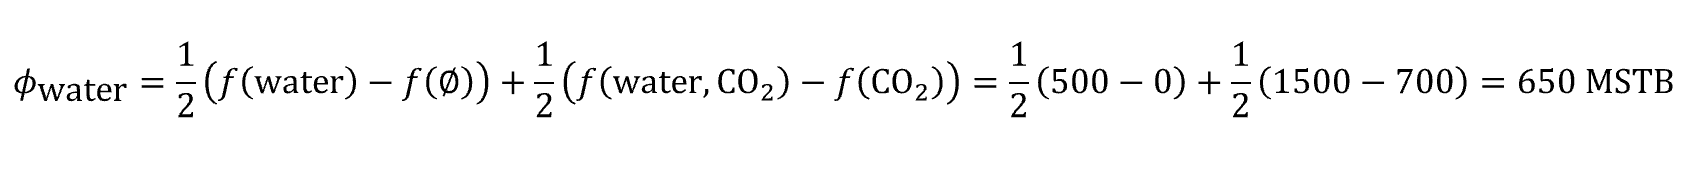 ϕwater = 1/2 (f(water) − f(∅)) + 1/2 (f(water, CO₂) − f(CO₂)) = 1/2 (500 − 0) + 1/2 (1500 − 700) = 650 MSTB